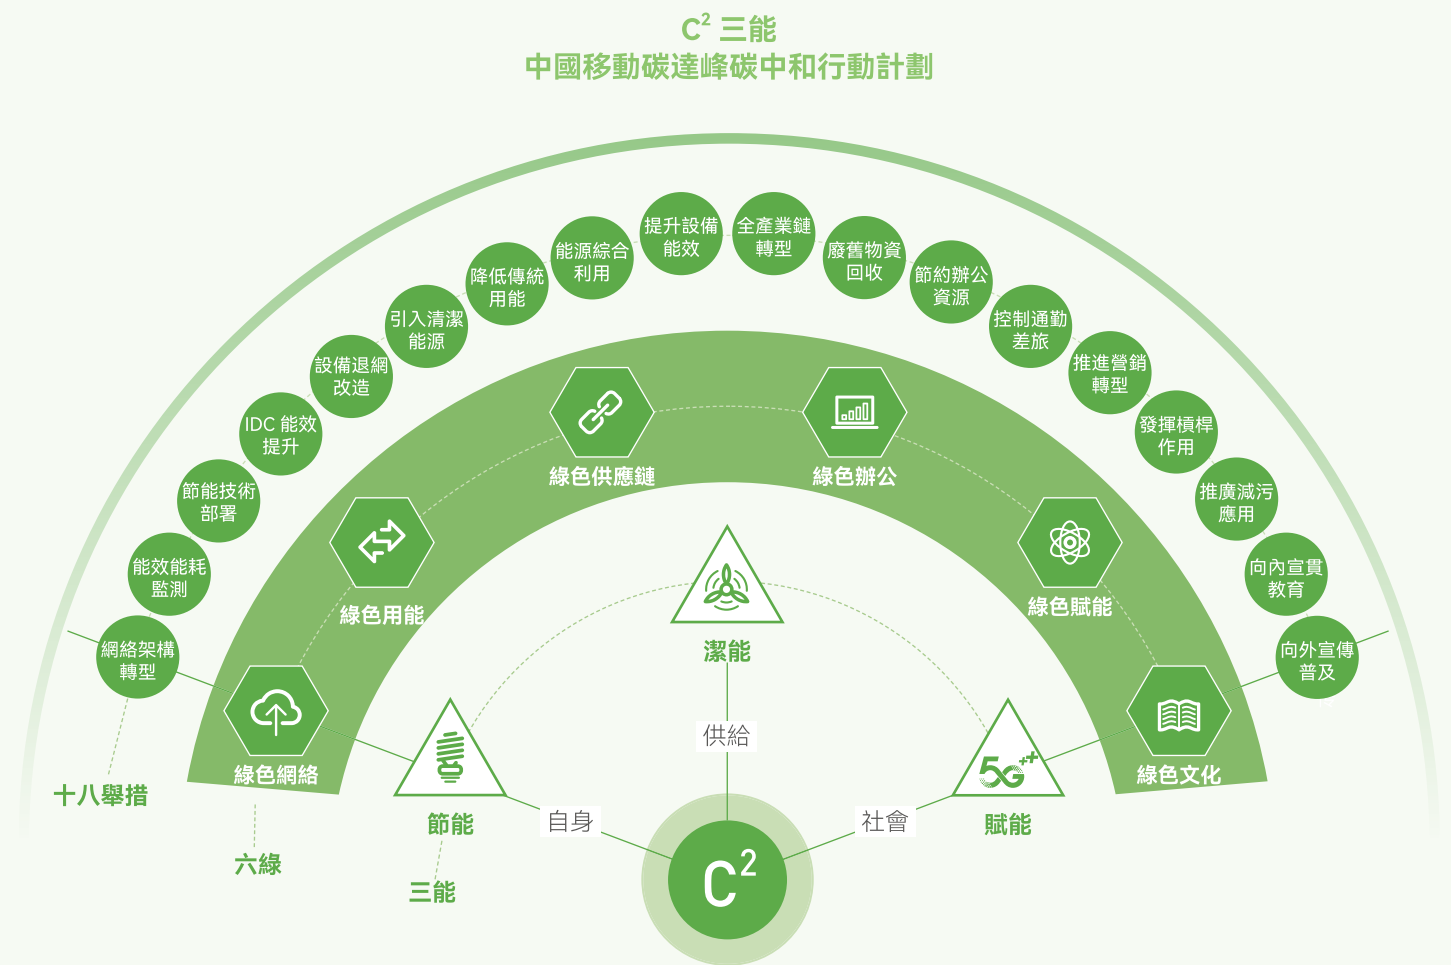 C² 三能
中國移動碳達峰碳中和行動計劃
網絡架構
轉型
能效能耗
監測
節能技術
部署
IDC 能效
提升
設備退網
改造
引入清潔
能源
降低傳統
用能
能源綜合
利用
提升設備
能效
全產業鏈
轉型
廢舊物資
回收
節約辦公
資源
控制通勤
差旅
推進營銷
轉型
發揮槓桿
作用
推廣減污
應用
向內宣貫
教育
向外宣傳
普及
綠色網絡
綠色用能
綠色供應鏈
綠色辦公
綠色賦能
綠色文化
5G++
潔能
節能
賦能
供給
自身
社會
十八舉措
六綠
三能
C²